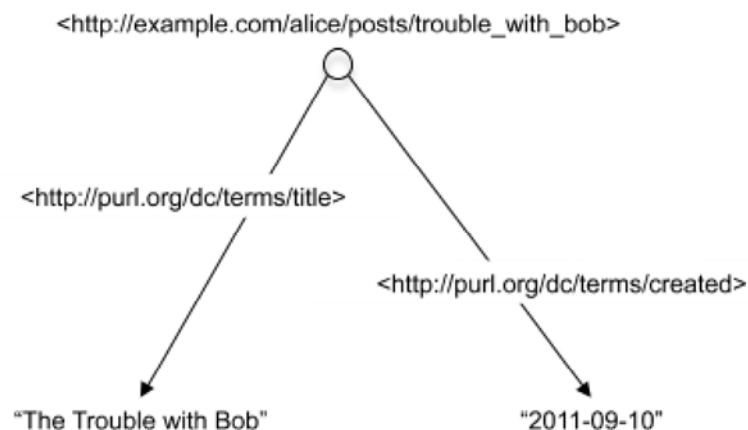 <http://example.com/alice/posts/trouble_with_bob>
<http://purl.org/dc/terms/title>
<http://purl.org/dc/terms/created>
“The Trouble with Bob”
“2011-09-10”